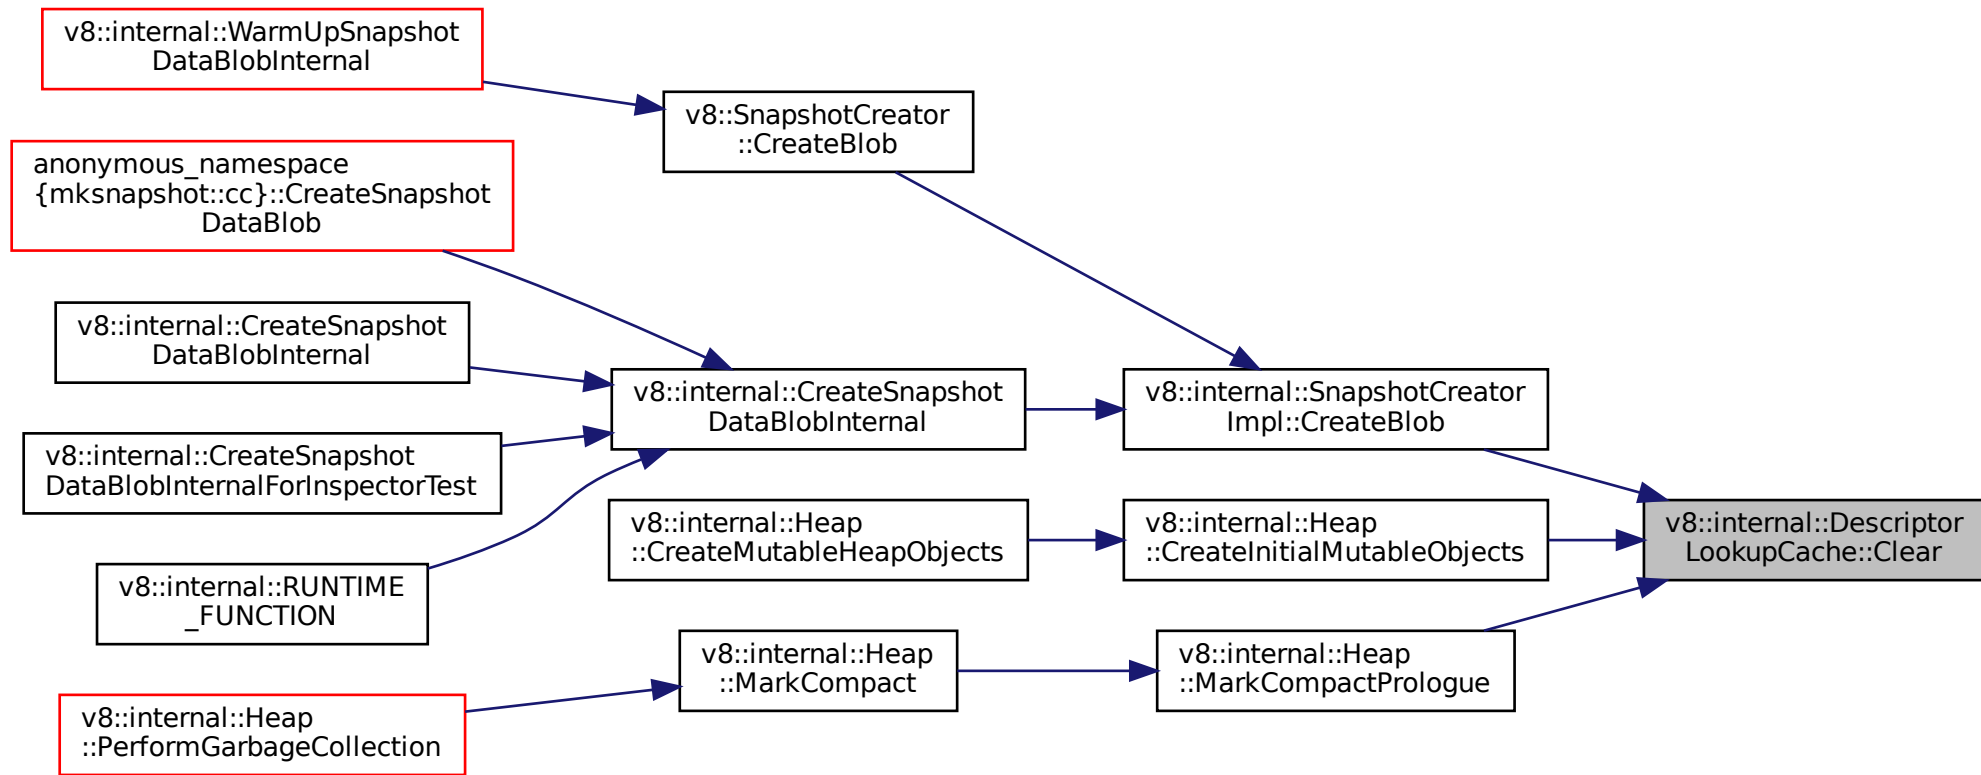 v8::internal::WarmUpSnapshot
DataBlobInternal
v8::SnapshotCreator
::CreateBlob
anonymous_namespace
{mksnapshot::cc}::CreateSnapshot
DataBlob
v8::internal::CreateSnapshot
DataBlobInternal
v8::internal::CreateSnapshot
DataBlobInternal
v8::internal::SnapshotCreator
Impl::CreateBlob
v8::internal::CreateSnapshot
DataBlobInternalForInspectorTest
v8::internal::Heap
::CreateMutableHeapObjects
v8::internal::Heap
::CreateInitialMutableObjects
v8::internal::Descriptor
LookupCache::Clear
v8::internal::RUNTIME
_FUNCTION
v8::internal::Heap
::MarkCompact
v8::internal::Heap
::MarkCompactPrologue
v8::internal::Heap
::PerformGarbageCollection